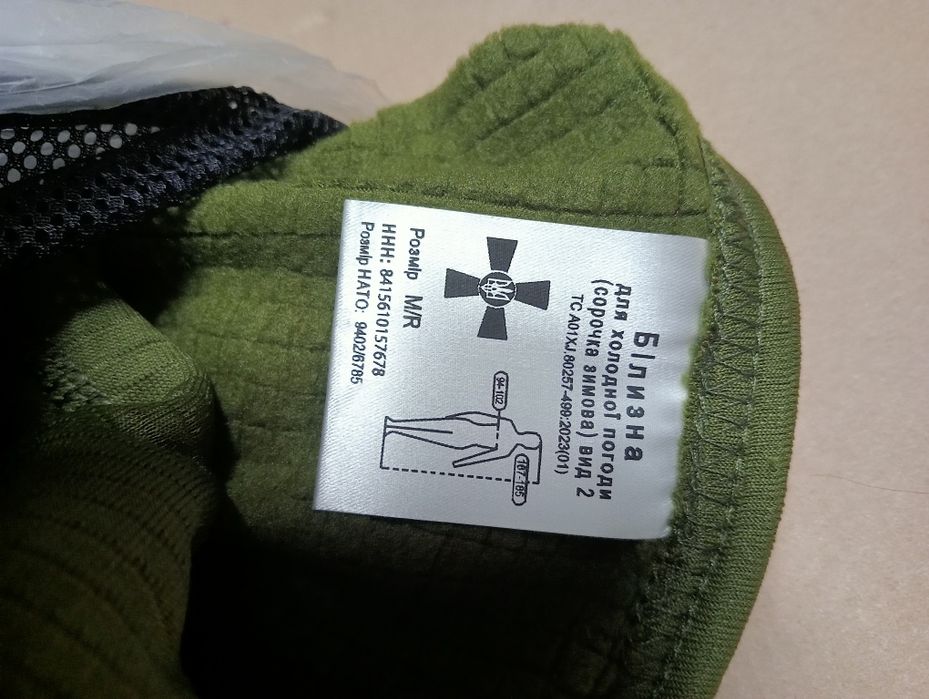 Білизна
для холодної погоди
(сорочка зимова) вид 2
ТС А01XJ.80257-498:2023(01)
94-102
167-185
Розмір M/R
ННН: 8415610157678
Розмір НАТО: 9402/6785